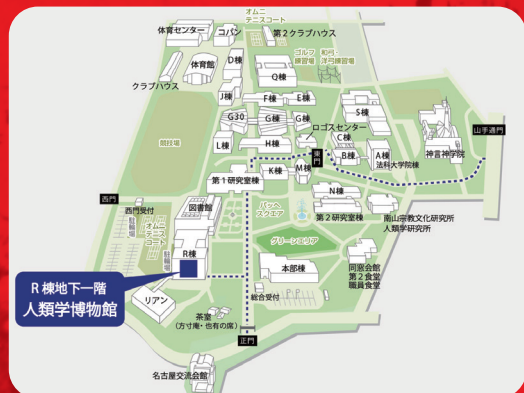 オムニ
テニスコート
体育センター
コパン
第2クラブハウス
体育館
D棟
ゴルフ
練習場
和弓・
洋弓練習場
Q棟
クラブハウス
J棟
F棟
E棟
S棟
G30
G棟
G棟
ロゴスセンター
C棟
山手通門
競技場
L棟
H棟
東門
B棟
A棟
法科大学院棟
神言神学院
M棟
K棟
第1研究室棟
N棟
西門
西門受付
図書館
パッヘ
スクエア
第2研究室棟
南山宗教文化研究所
人類学研究所
オムニ
テニスコート
駐輪場
グリーンエリア
R棟
駐輪場
本部棟
同窓会館
第2食堂
職員食堂
R棟地下一階
人類学博物館
リアン
総合受付
P P
茶室
(方寸庵・也有の席)
正門
名古屋交流会館